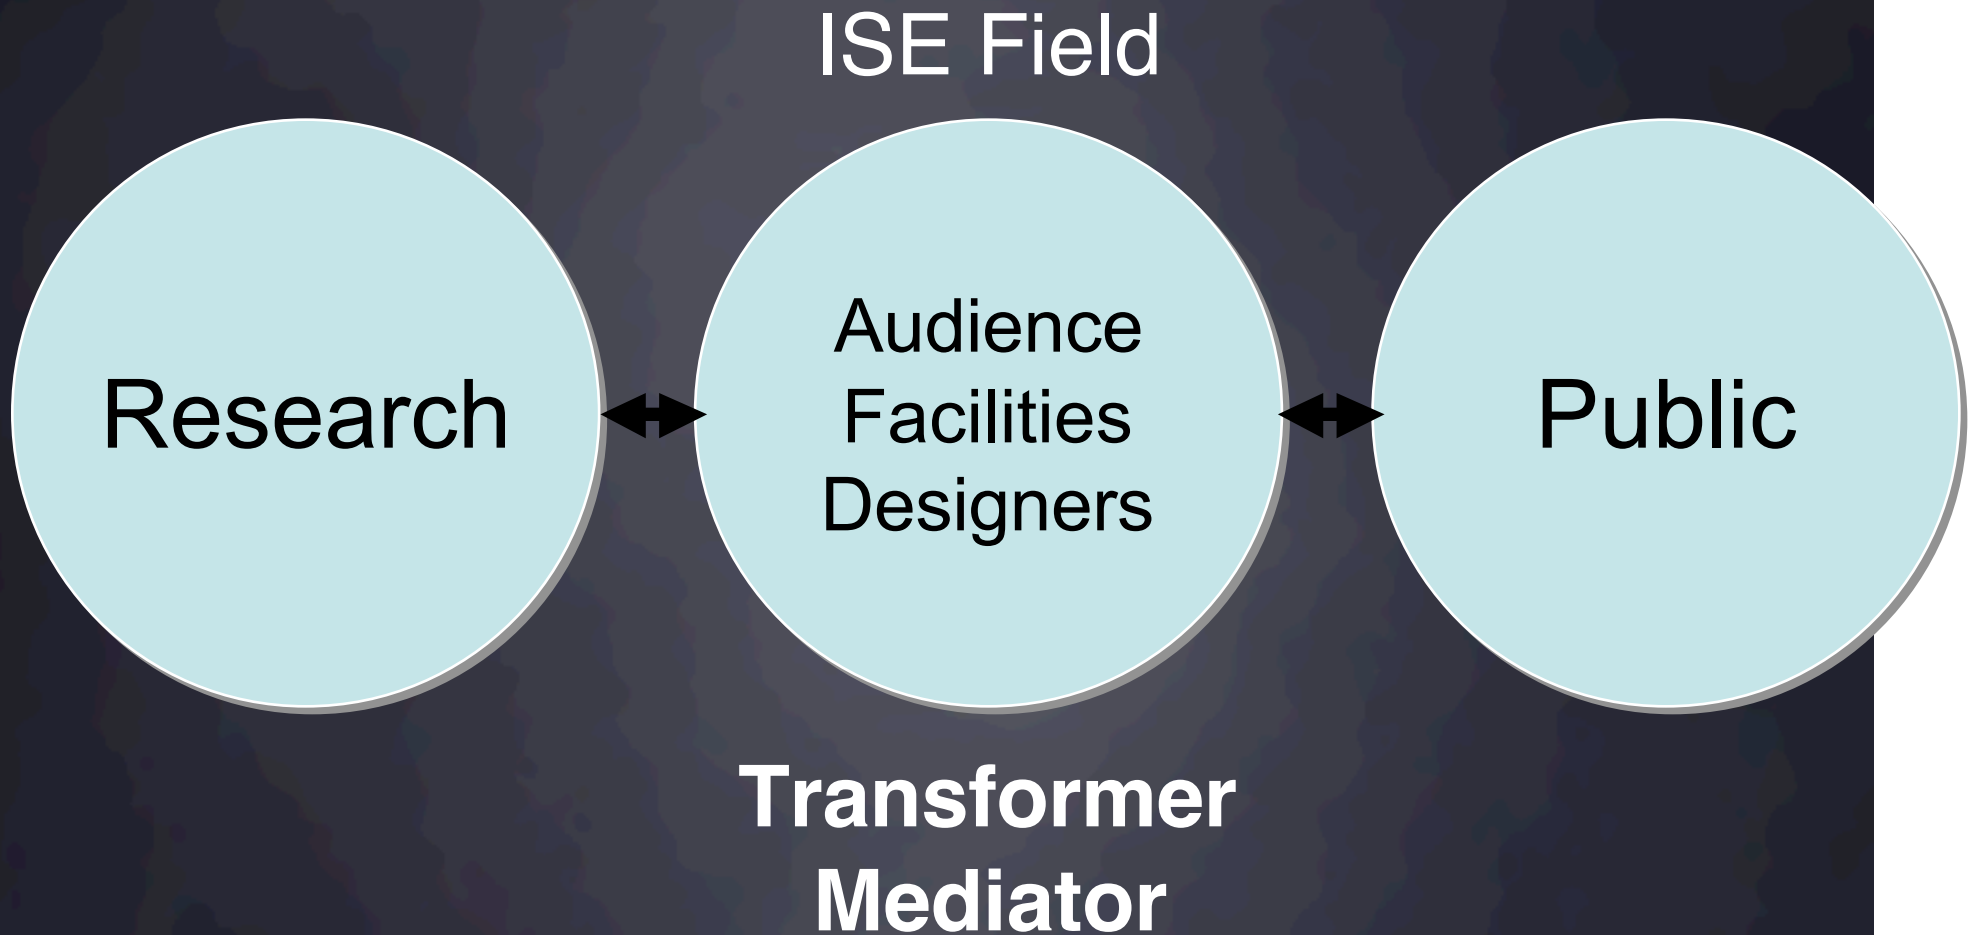 ISE Field
Research
Audience
Facilities
Designers
Public
Transformer
Mediator